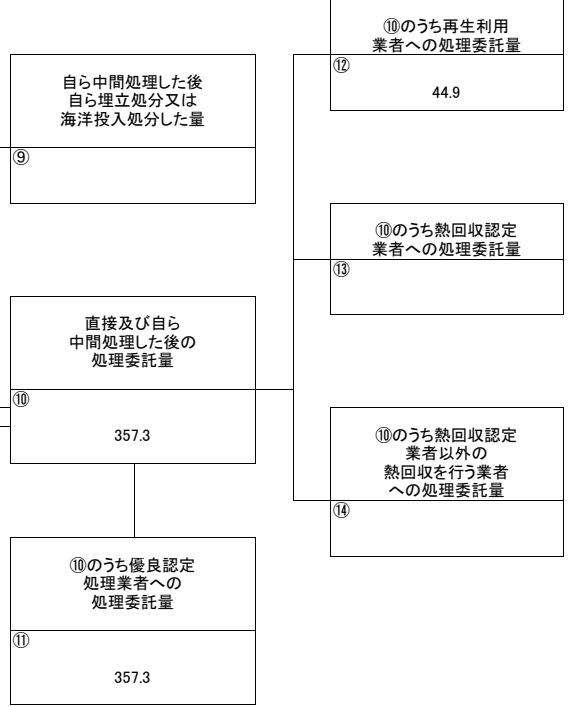 ⑩のうち再生利用
業者への処理委託量
⑫
44.9
自ら中間処理した後
自ら埋立処分又は
海洋投入処分した量
⑨
⑩のうち熱回収認定
業者への処理委託量
⑬
直接及び自ら
中間処理した後の
処理委託量
⑩
357.3
⑩のうち熱回収認定
業者以外の
熱回収を行う業者
への処理委託量
⑭
⑩のうち優良認定
処理業者への
処理委託量
⑪
357.3